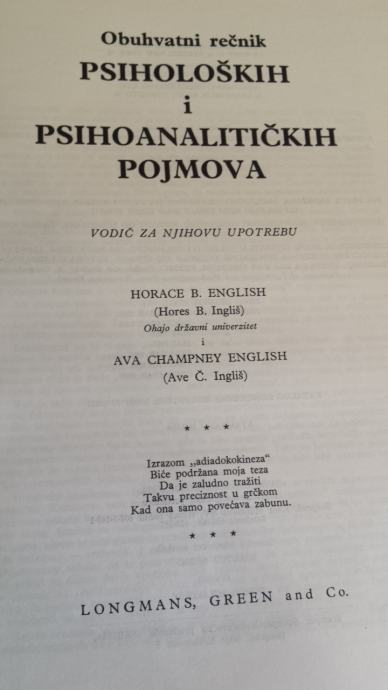 Obuhvatni rečnik
PSIHOLOŠKIH
i
PSIHOANALITIČKIH
POJMOVA
VODIČ ZA NJIHOVU UPOTREBU
HORACE B. ENGLISH
(Hores B. Ingliš)
Ohajo državni univerzitet
i
AVA CHAMPNEY ENGLISH
(Ave Č. Ingliš)
* * *
Izrazom „adiadokokineza“
Biće podržana moja teza
Da je zaludno tražiti
Takvu preciznost u grčkom
Kad ona samo povećava zabunu.
* * *
LONGMANS, GREEN and Co.